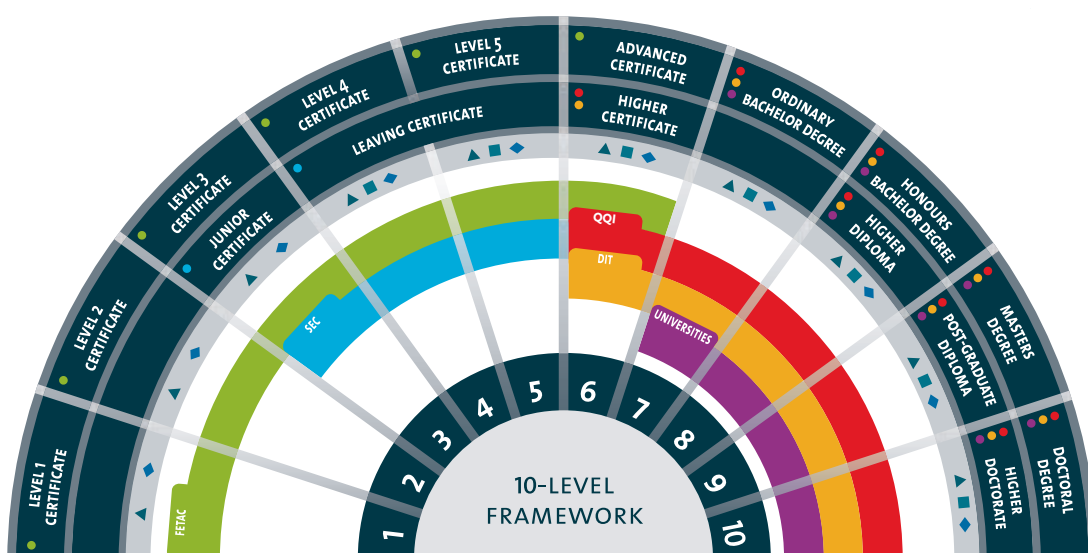 LEVEL 1
CERTIFICATE
LEVEL 2
CERTIFICATE
LEVEL 3
CERTIFICATE
LEVEL 4
CERTIFICATE
LEVEL 5
CERTIFICATE
ADVANCED
CERTIFICATE
ORDINARY
BACHELOR DEGREE
HONOURS
BACHELOR DEGREE
MASTERS
DEGREE
DOCTORAL
DEGREE
JUNIOR
CERTIFICATE
LEAVING CERTIFICATE
HIGHER
CERTIFICATE
HIGHER
DIPLOMA
POST-GRADUATE
DIPLOMA
HIGHER
DOCTORATE
FETAC
SEC
QQI
DIT
UNIVERSITIES
1
2
3
4
5
6
7
8
9
10
10-LEVEL
FRAMEWORK